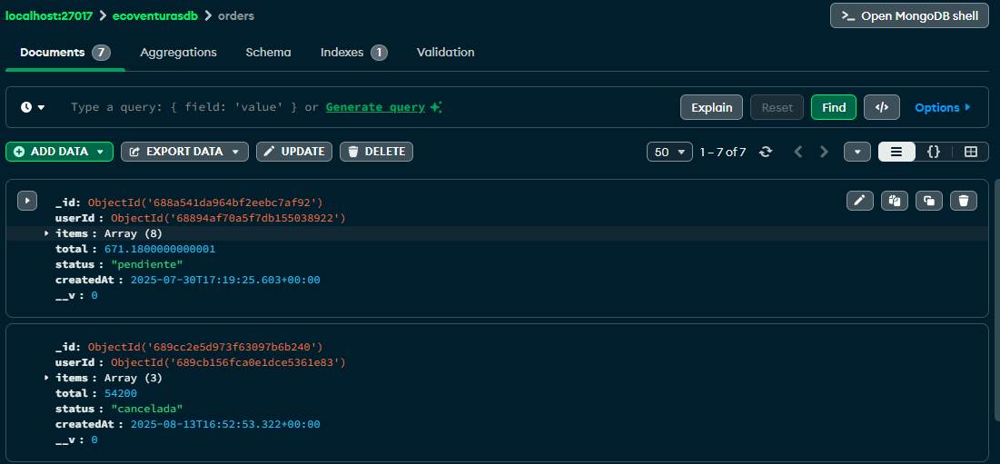 localhost:27017 > ecoventurasdb > orders
>_ Open MongoDB shell
Documents 7 Aggregations Schema Indexes 1 Validation
Type a query: { field: 'value' } or Generate query
Explain Reset Find </> Options
ADD DATA EXPORT DATA UPDATE DELETE
50 1 – 7 of 7 {}
_id: ObjectId('688a541da964bf2eebc7af92')
userId : ObjectId('68894af70a5f7db155038922')
items : Array (8)
total : 671.1800000000001
status : "pendiente"
createdAt : 2025-07-30T17:19:25.603+00:00
__v : 0
_id: ObjectId('689cc2e5d973f63097b6b240')
userId : ObjectId('689cb156fca0e1dce5361e83')
items : Array (3)
total : 54200
status : "cancelada"
createdAt : 2025-08-13T16:52:53.322+00:00
__v : 0